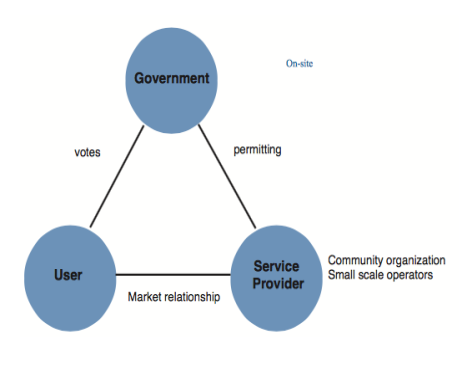 Government
On-site
votes
permitting
User
Service
Provider
Community organization
Small scale operators
Market relationship